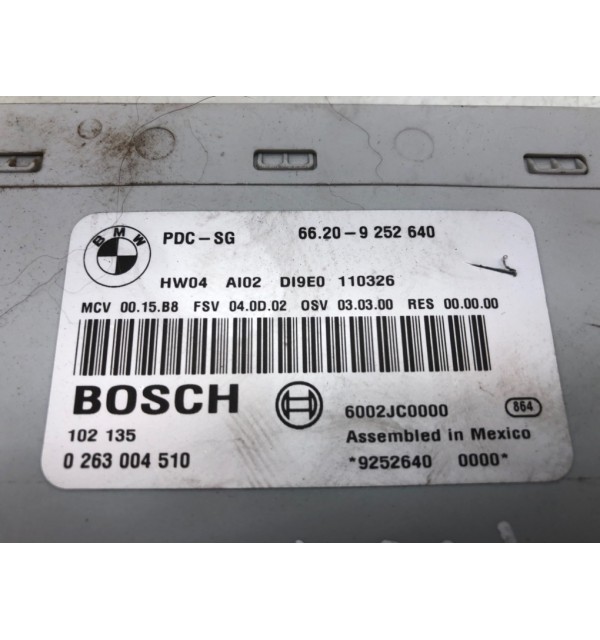 BMW
PDC-SG 66.20-9 252 640
HW04 AI02 DI9E0 110326
MCV 00.15.B8 FSV 04.0D.02 OSV 03.03.00 RES 00.00.00
BOSCH 6002JC0000 864
102 135 Assembled in Mexico
0 263 004 510 *9252640 0000*